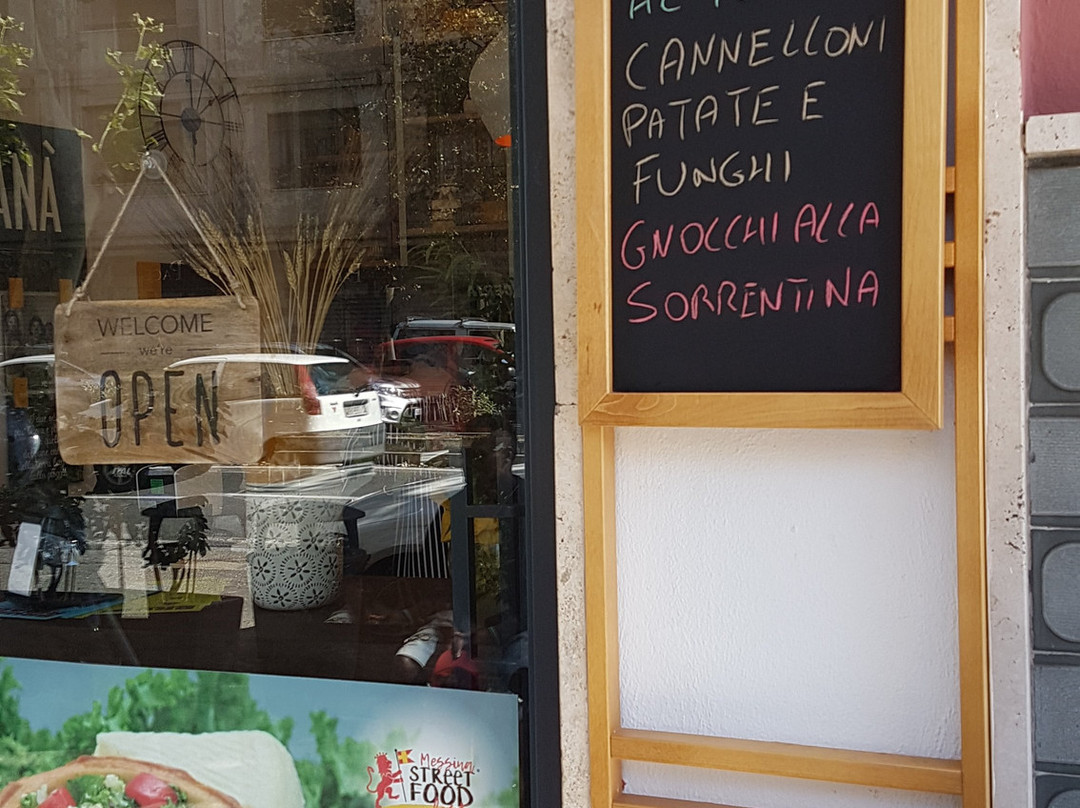 CANNELLONI
PATATE E
FUNGHI
GNOCCHI ALLA
SORRENTINA
WELCOME
we're
OPEN
Messina
STREET
FOOD